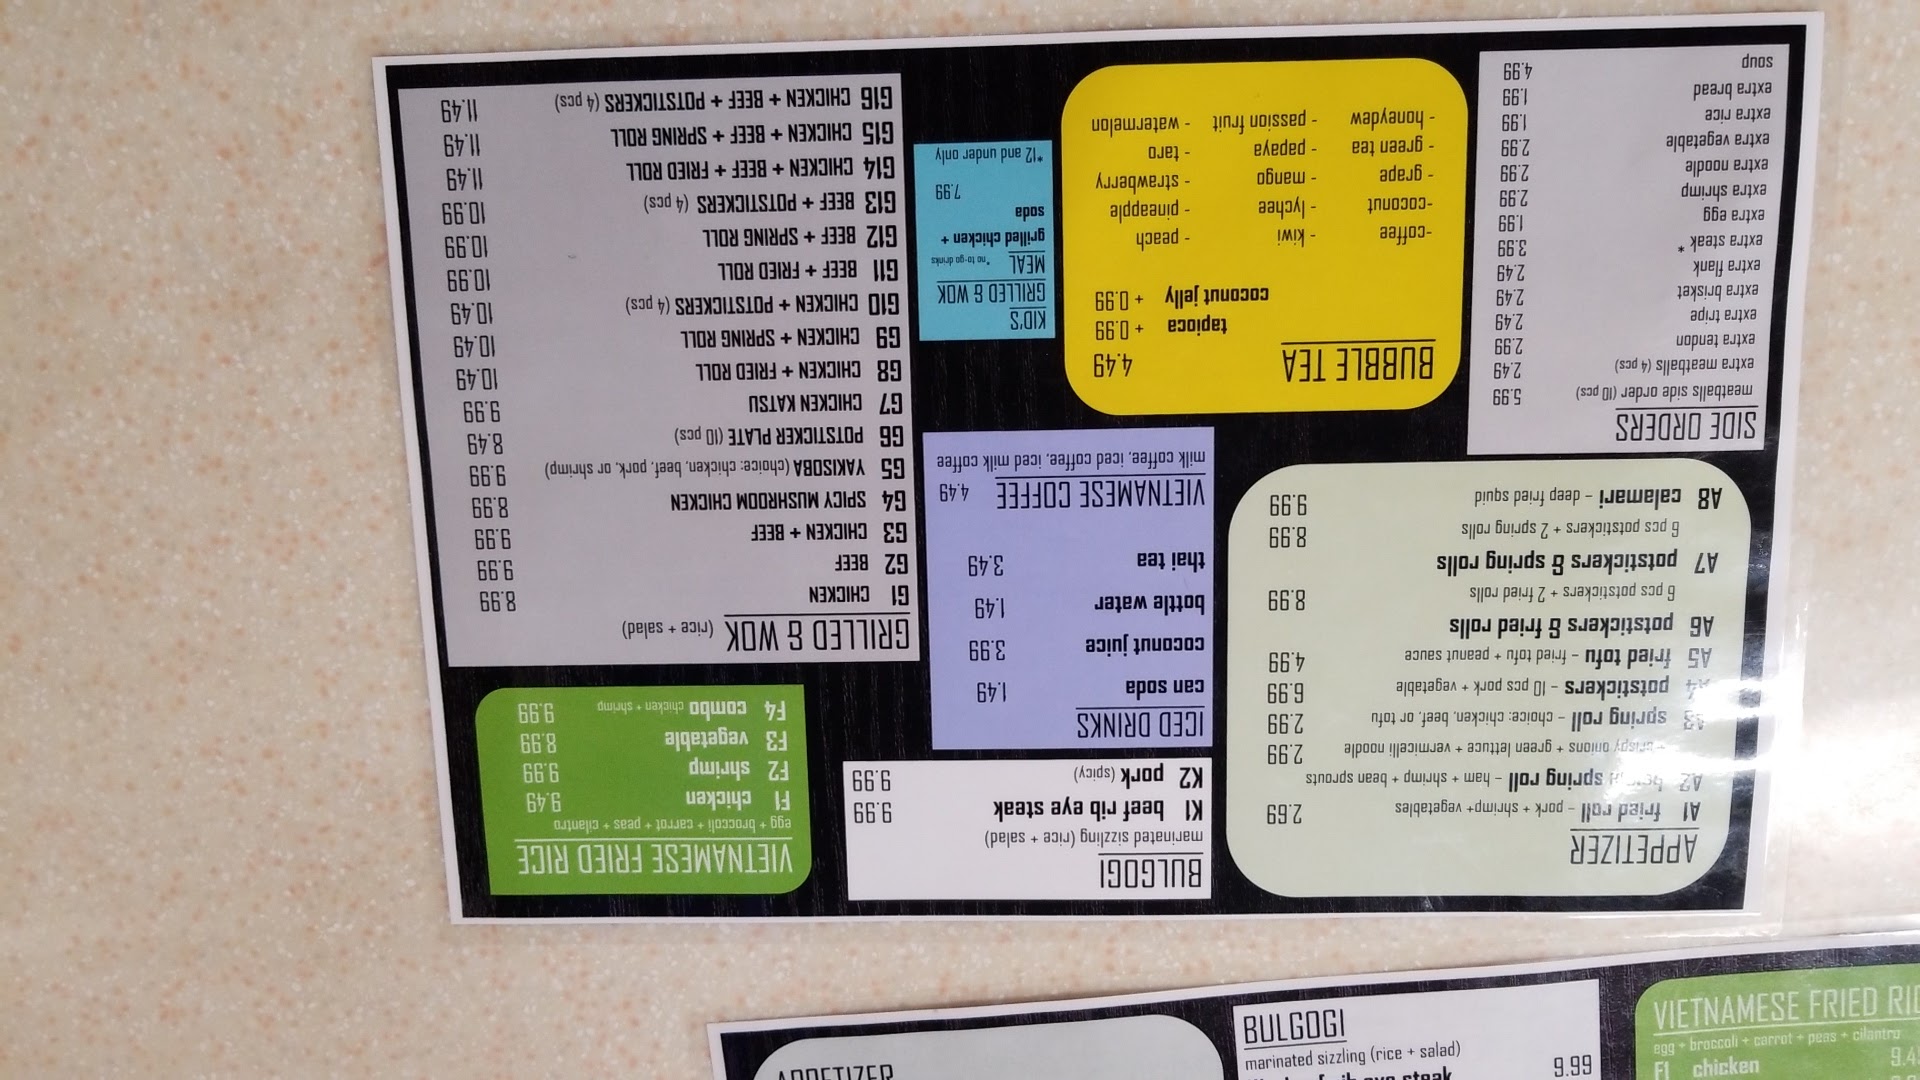 APPETIZER
A1 fried roll – pork + shrimp+ vegetables 2.69
A2 spring roll – ham + shrimp + bean sprouts
+ crispy onions + green lettuce + vermicelli noodle 2.99
A3 spring roll – choice: chicken, beef, or tofu 2.99
A4 potstickers – 10 pcs pork + vegetable 6.99
A5 fried tofu – fried tofu + peanut sauce 4.99
A6 potstickers & fried rolls
6 pcs potstickers + 2 fried rolls 8.99
A7 potstickers & spring rolls
6 pcs potstickers + 2 spring rolls 8.99
A8 calamari – deep fried squid 9.99
SIDE ORDERS
meatballs side order (10 pcs) 5.99
extra meatballs (4 pcs) 2.49
extra tendon 2.99
extra tripe 2.49
extra brisket 2.49
extra flank 2.49
extra steak * 3.99
extra egg 1.99
extra shrimp 2.99
extra noodle 2.99
extra vegetable 2.99
extra rice 1.99
extra bread 1.99
soup 4.99
BULGOGI
marinated sizzling (rice + salad)
K1 beef rib eye steak 9.99
K2 pork (spicy) 9.99
ICED DRINKS
can soda 1.49
coconut juice 3.99
bottle water 1.49
thai tea 3.49
VIETNAMESE COFFEE 4.49
milk coffee, iced coffee, iced milk coffee
BUBBLE TEA 4.49
tapioca + 0.99
coconut jelly + 0.99
-coffee - kiwi - peach
-coconut - lychee - pineapple
- grape - mango - strawberry
- green tea - papaya - taro
- honeydew - passion fruit - watermelon
KID'S
GRILLED & WOK
MEAL *no to-go drinks
grilled chicken +
soda
7.99
*12 and under only
VIETNAMESE FRIED RICE
egg + broccoli + carrot + peas + cilantro
F1 chicken 9.49
F2 shrimp 9.99
F3 vegetable 8.99
F4 combo chicken + shrimp 9.99
GRILLED & WOK (rice + salad)
G1 CHICKEN 8.99
G2 BEEF 9.99
G3 CHICKEN + BEEF 9.99
G4 SPICY MUSHROOM CHICKEN 8.99
G5 YAKISOBA (choice: chicken, beef, pork, or shrimp) 9.99
G6 POTSTICKER PLATE (10 pcs) 8.49
G7 CHICKEN KATSU 9.99
G8 CHICKEN + FRIED ROLL 10.49
G9 CHICKEN + SPRING ROLL 10.49
G10 CHICKEN + POTSTICKERS (4 pcs) 10.49
G11 BEEF + FRIED ROLL 10.99
G12 BEEF + SPRING ROLL 10.99
G13 BEEF + POTSTICKERS (4 pcs) 10.99
G14 CHICKEN + BEEF + FRIED ROLL 11.49
G15 CHICKEN + BEEF + SPRING ROLL 11.49
G16 CHICKEN + BEEF + POTSTICKERS (4 pcs) 11.49
APPETIZER
BULGOGI
marinated sizzling (rice + salad)
rib eye steak 9.99
VIETNAMESE FRIED
egg + broccoli + carrot + peas + cilantro
F1 chicken